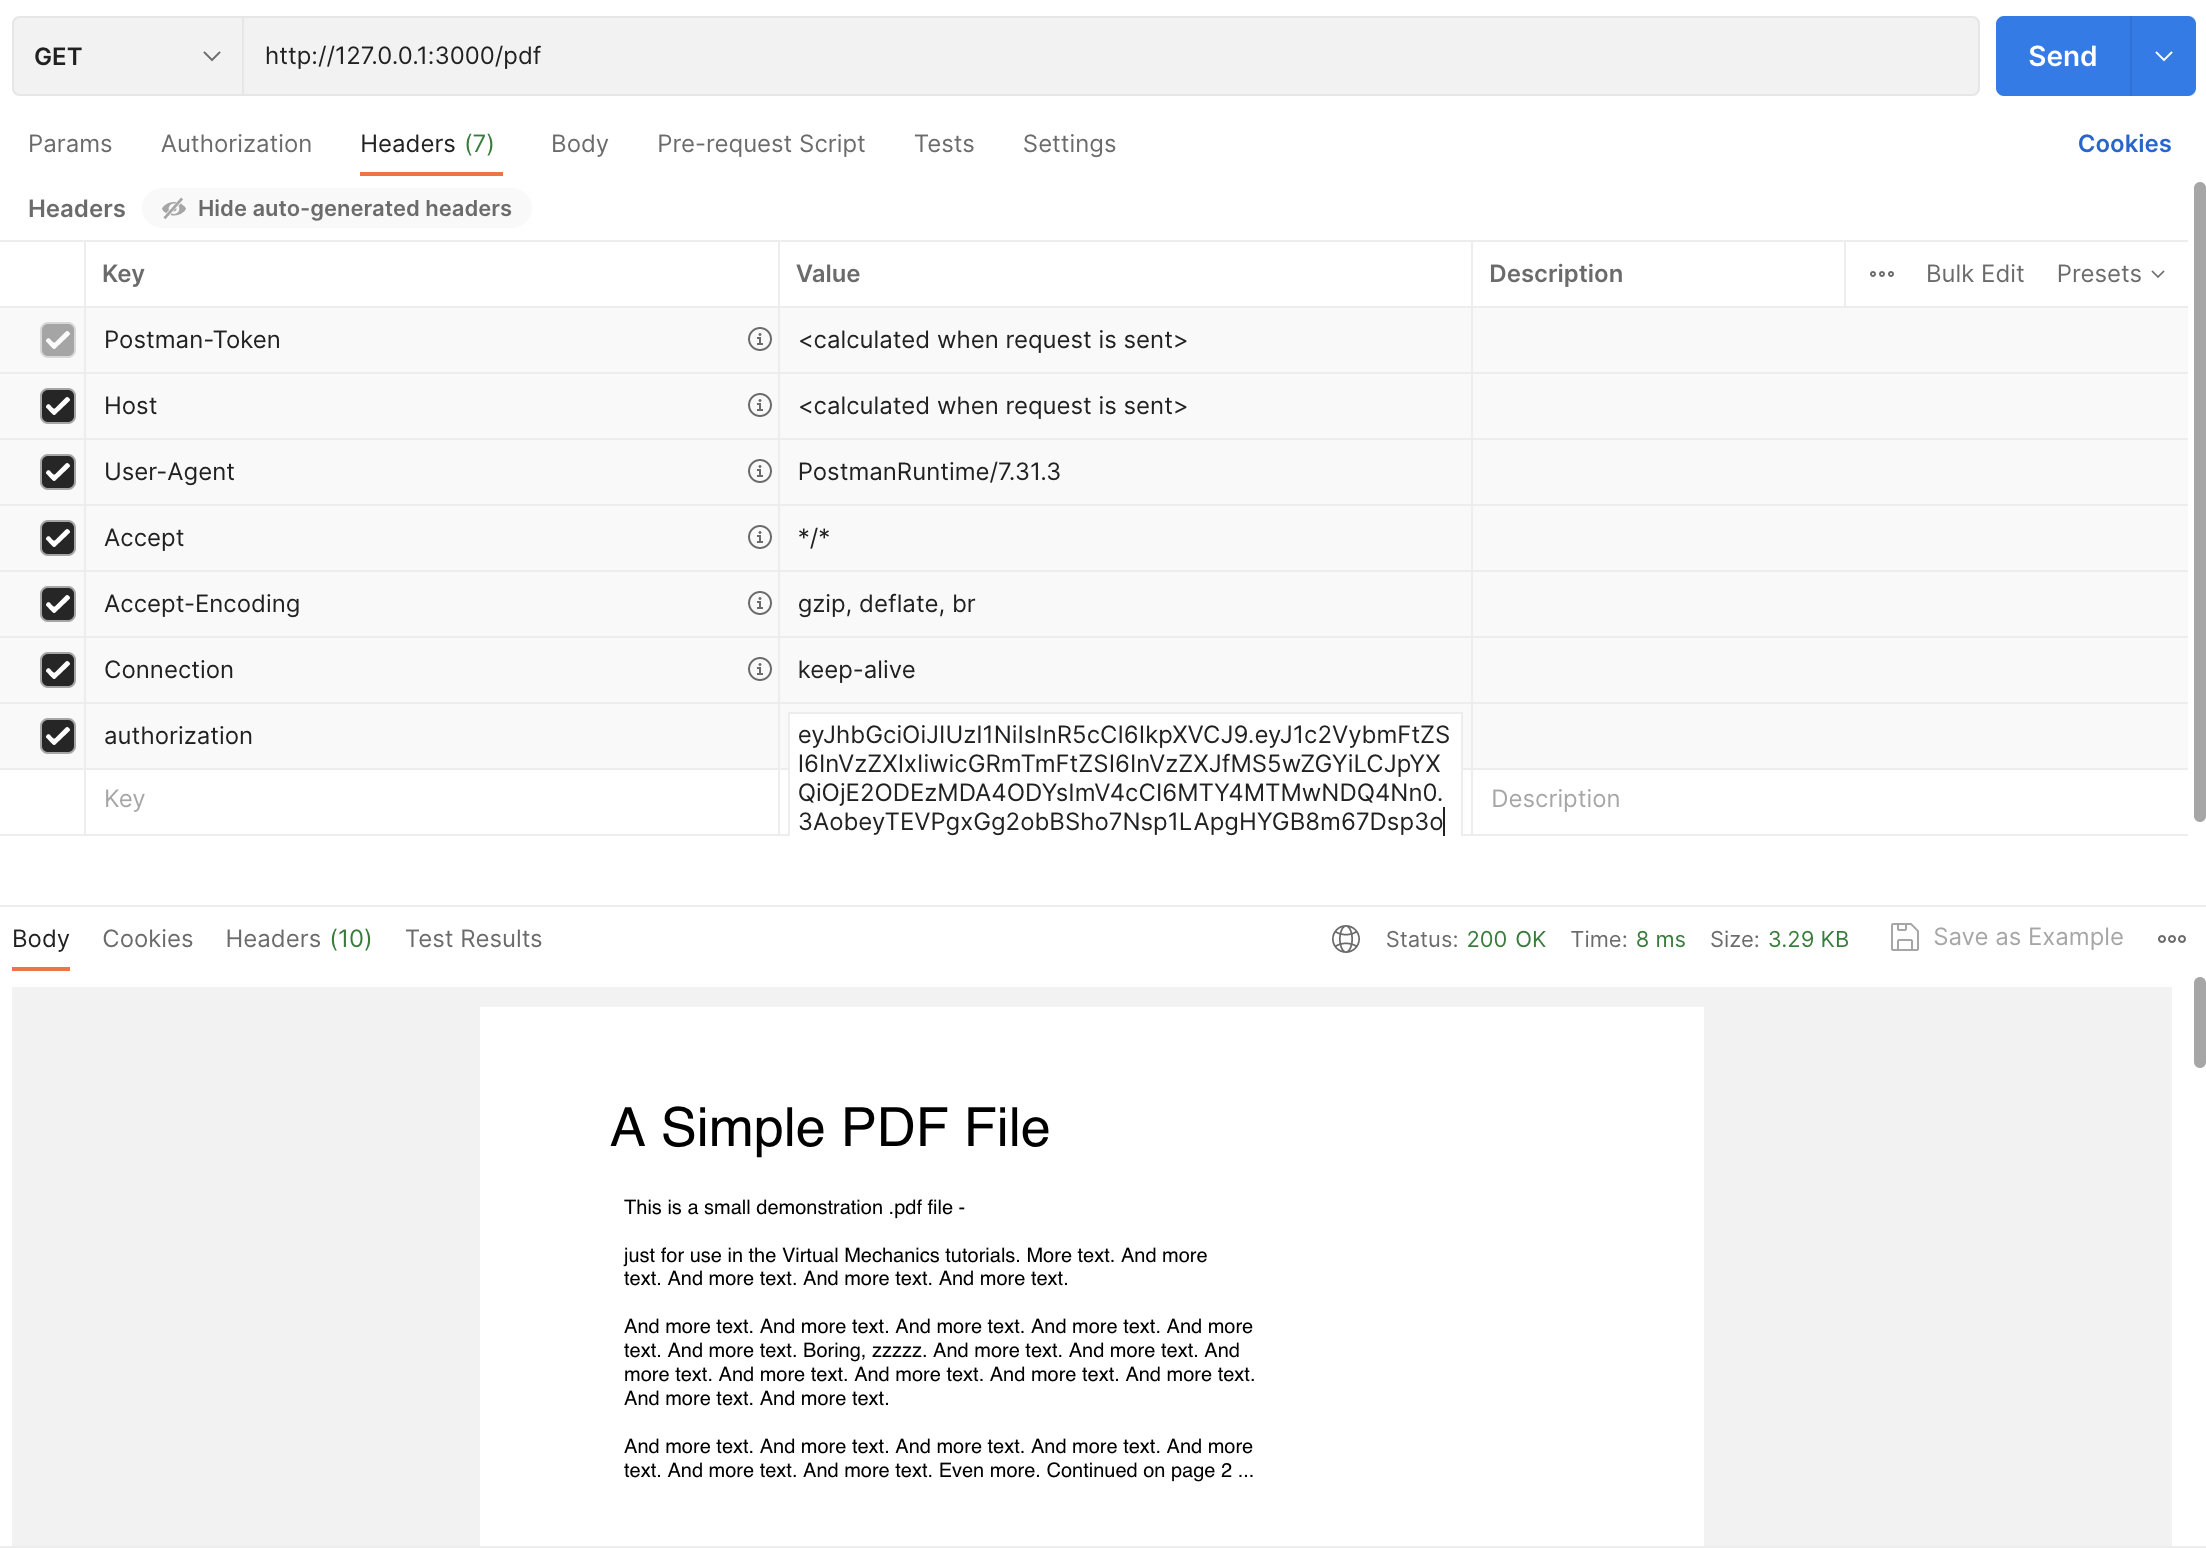 GET http://127.0.0.1:3000/pdf Send
Params Authorization Headers (7) Body Pre-request Script Tests Settings Cookies
Headers Hide auto-generated headers
Key Value Description Bulk Edit Presets
Postman-Token <calculated when request is sent>
Host <calculated when request is sent>
User-Agent PostmanRuntime/7.31.3
Accept */*
Accept-Encoding gzip, deflate, br
Connection keep-alive
authorization eyJhbGciOiJIUzI1NiIsInR5cCI6IkpXVCJ9.eyJ1c2VybmFtZS
I6InVzZXIxIiwicGRmTmFtZSI6InVzZXJfMS5wZGYiLCJpYX
QiOjE2ODEzMDA4ODYsImV4cCI6MTY4MTMwNDQ4Nn0.
3AobeyTEVPgxGg2obBSho7Nsp1LApgHYGB8m67Dsp3o
Key Description
Body Cookies Headers (10) Test Results Status: 200 OK Time: 8 ms Size: 3.29 KB Save as Example
A Simple PDF File
This is a small demonstration .pdf file -
just for use in the Virtual Mechanics tutorials. More text. And more
text. And more text. And more text. And more text.
And more text. And more text. And more text. And more text. And more
text. And more text. Boring, zzzzz. And more text. And more text. And
more text. And more text. And more text. And more text. And more text.
And more text. And more text.
And more text. And more text. And more text. And more text. And more
text. And more text. And more text. Even more. Continued on page 2 ...